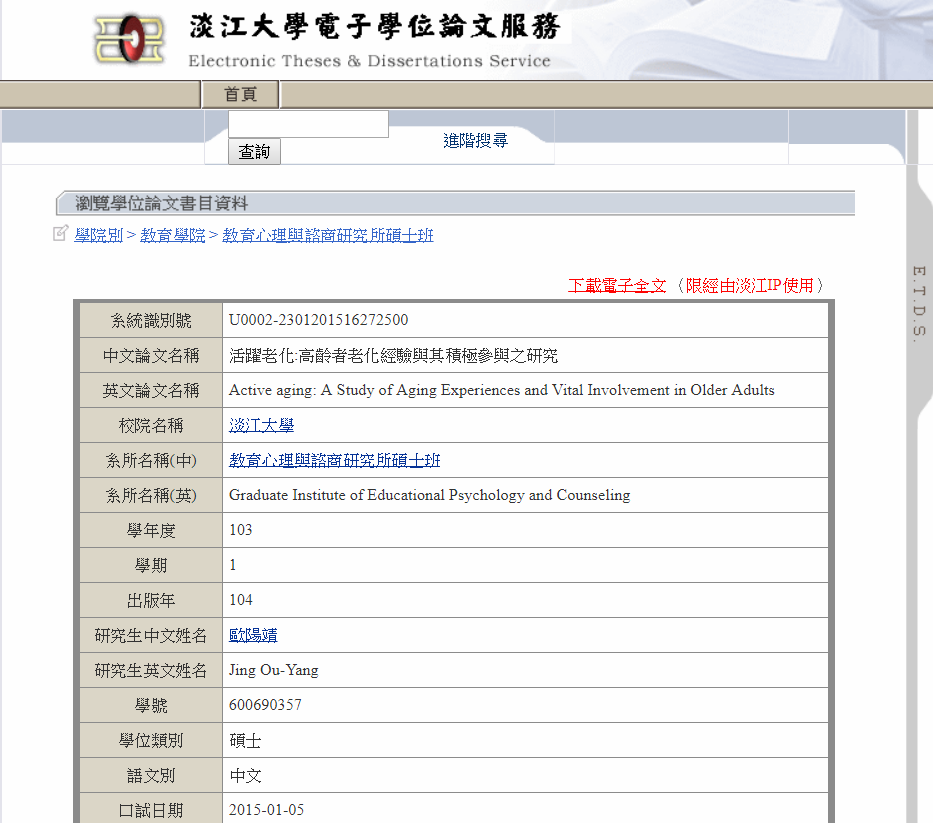 淡江大學電子學位論文服務
Electronic Theses & Dissertations Service
首頁
進階搜尋
查詢
瀏覽學位論文書目資料
學院別 > 教育學院 > 教育心理與諮商研究所碩士班
下載電子全文（限經由淡江IP使用）
系統識別號 U0002-2301201516272500
中文論文名稱 活躍老化:高齡者老化經驗與其積極參與之研究
英文論文名稱 Active aging: A Study of Aging Experiences and Vital Involvement in Older Adults
校院名稱 淡江大學
系所名稱(中) 教育心理與諮商研究所碩士班
系所名稱(英) Graduate Institute of Educational Psychology and Counseling
學年度 103
學期 1
出版年 104
研究生中文姓名 歐陽靖
研究生英文姓名 Jing Ou-Yang
學號 600690357
學位類別 碩士
語文別 中文
口試日期 2015-01-05
E.T.D.S.